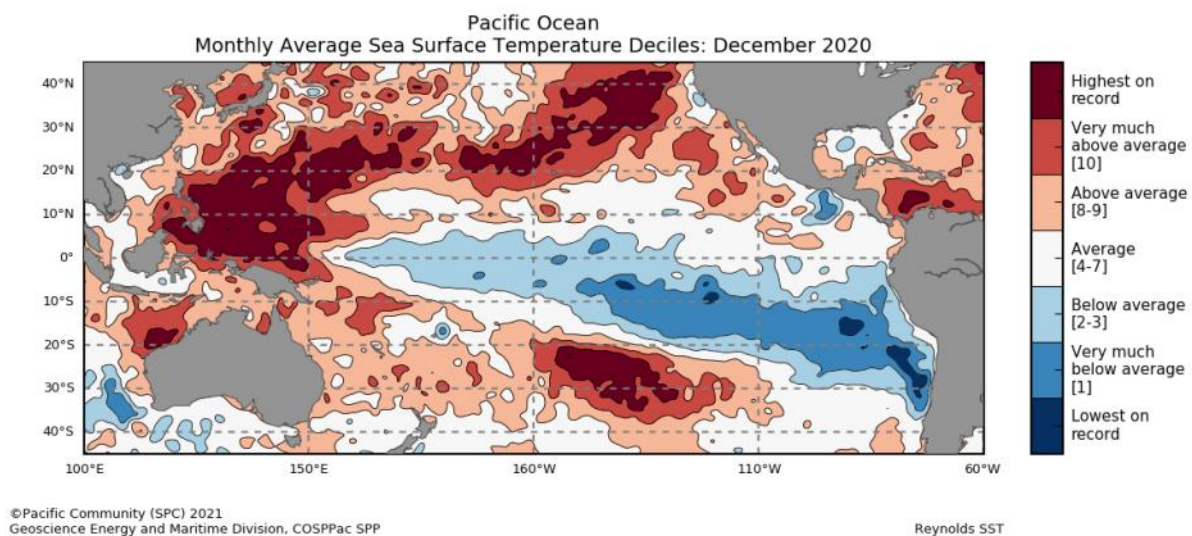 Pacific Ocean
Monthly Average Sea Surface Temperature Deciles: December 2020
40°N
30°N
20°N
10°N
0°
10°S
20°S
30°S
40°S
100°E
150°E
160°W
110°W
60°W
Highest on
record
Very much
above average
[10]
Above average
[8-9]
Average
[4-7]
Below average
[2-3]
Very much
below average
[1]
Lowest on
record
©Pacific Community (SPC) 2021
Geoscience Energy and Maritime Division, COSPPac SPP
Reynolds SST